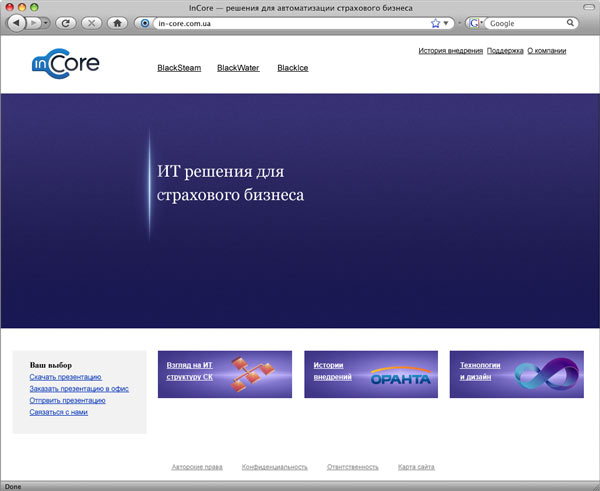 InCore — решения для автоматизации страхового бизнеса
in-core.com.ua
Google
inCore
История внедрения Поддержка О компании
BlackSteam BlackWater BlackIce
ИТ решения для
страхового бизнеса
Ваш выбор
Скачать презентацию
Заказать презентацию в офис
Отпрвить презентацию
Связаться с нами
Взгляд на ИТ
структуру СК
Истории
внедрений
ОРАНТА
Технологии
и дизайн
Авторские права Конфиденциальность Ответственность Карта сайта
Done